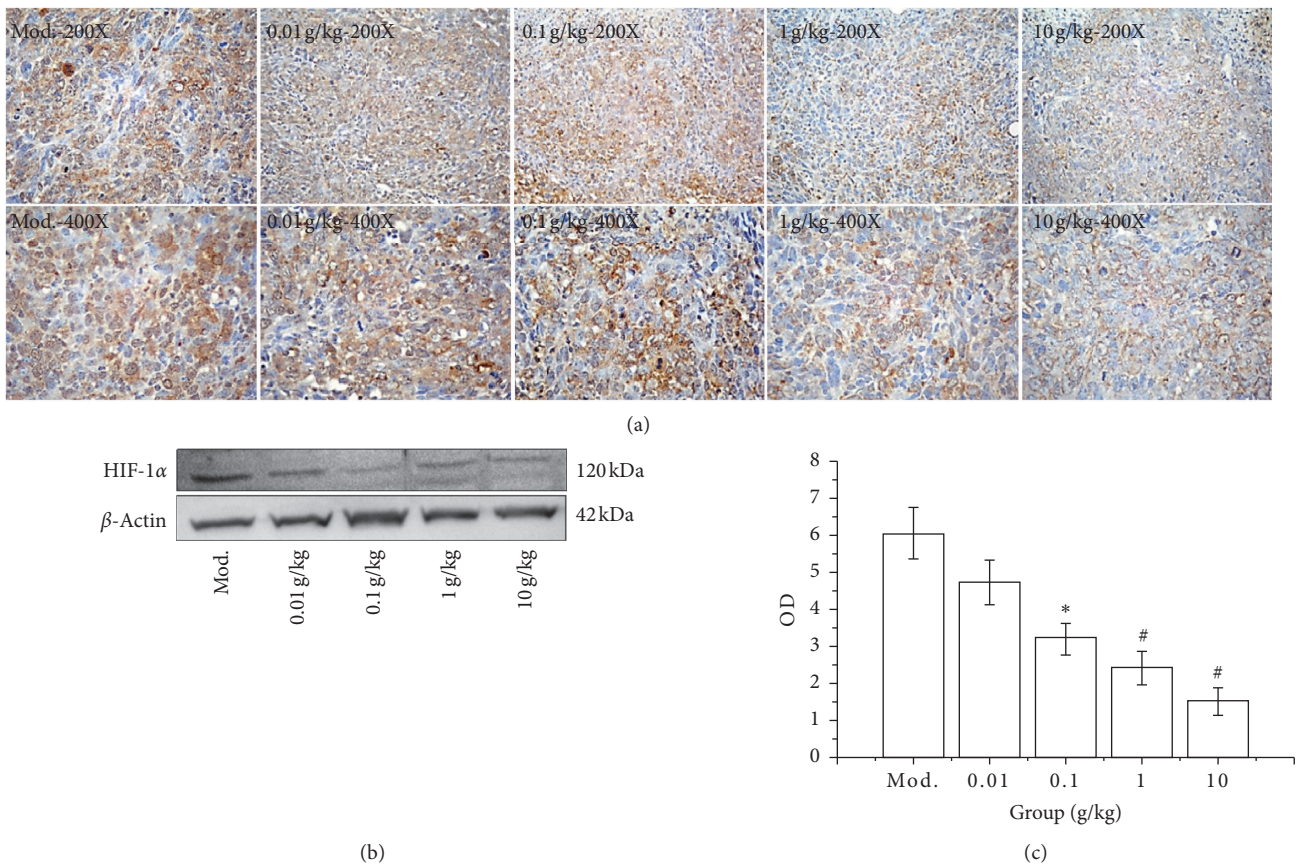 Mod.-200X 0.01 g/kg-200X 0.1 g/kg-200X 1 g/kg-200X 10 g/kg-200X
Mod.-400X 0.01 g/kg-400X 0.1 g/kg-400X 1 g/kg-400X 10 g/kg-400X
(a)
HIF-1α 120 kDa
β-Actin 42 kDa
Mod. 0.01 g/kg 0.1 g/kg 1 g/kg 10 g/kg
(b)
8
7
6
5
4
3
2
1
0
OD
*
#
#
Mod. 0.01 0.1 1 10
Group (g/kg)
(c)